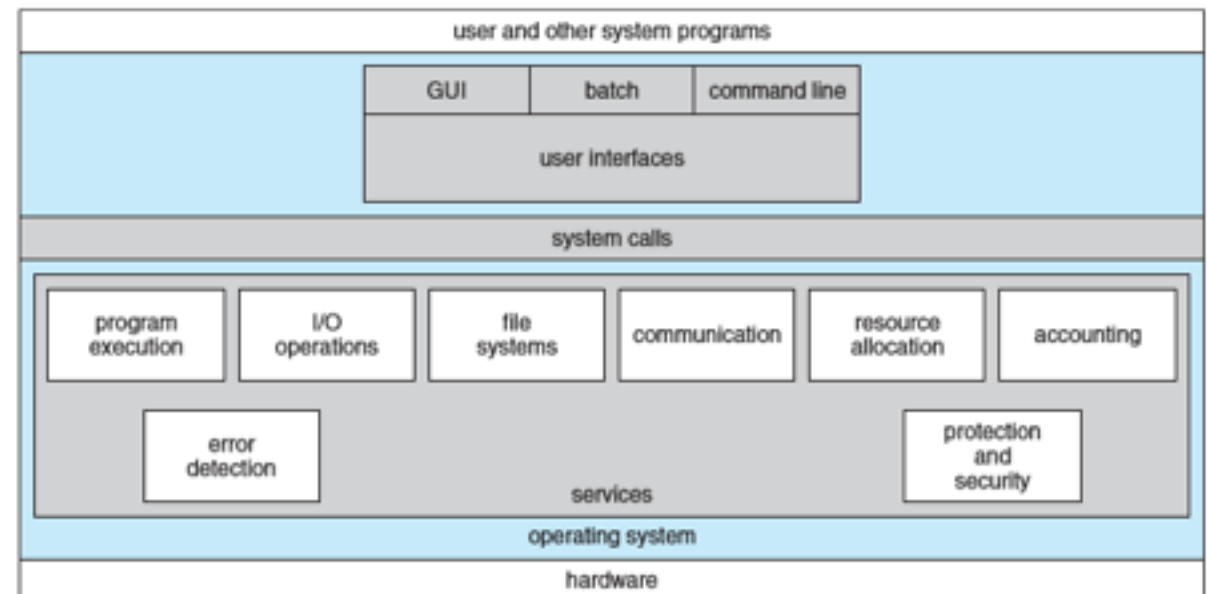 user and other system programs
GUI
batch
command line
user interfaces
system calls
program
execution
I/O
operations
file
systems
communication
resource
allocation
accounting
error
detection
protection
and
security
services
operating system
hardware